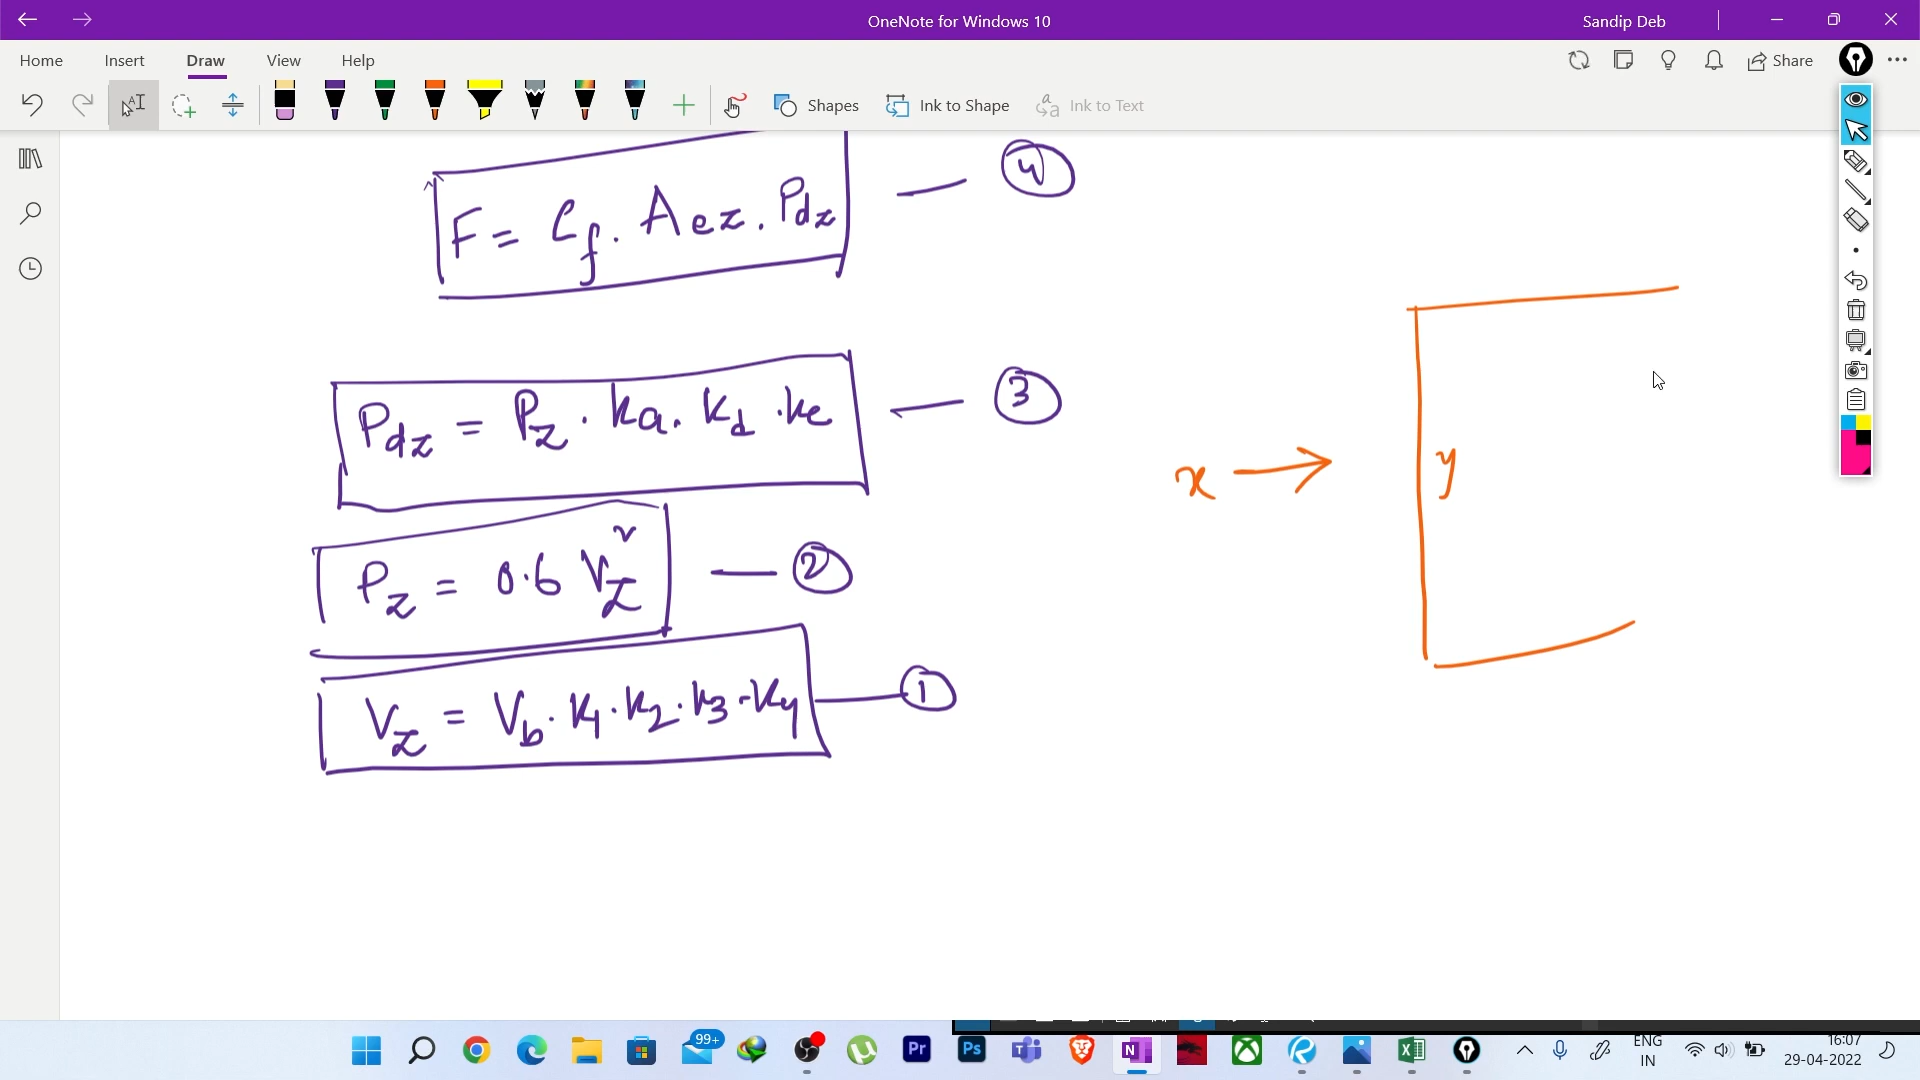 OneNote for Windows 10
Sandip Deb
Home Insert Draw View Help
Share
Shapes
Ink to Shape
Ink to Text
F = Cf . Aez . Pdz — 4
Pdz = Pz . ka . kd . kc — 3
Pz = 0.6 Vz² — 2
Vz = Vb . k1 . k2 . k3 . k4 — 1
x → y
99+
Pr
Ps
ENG
IN
16:07
29-04-2022